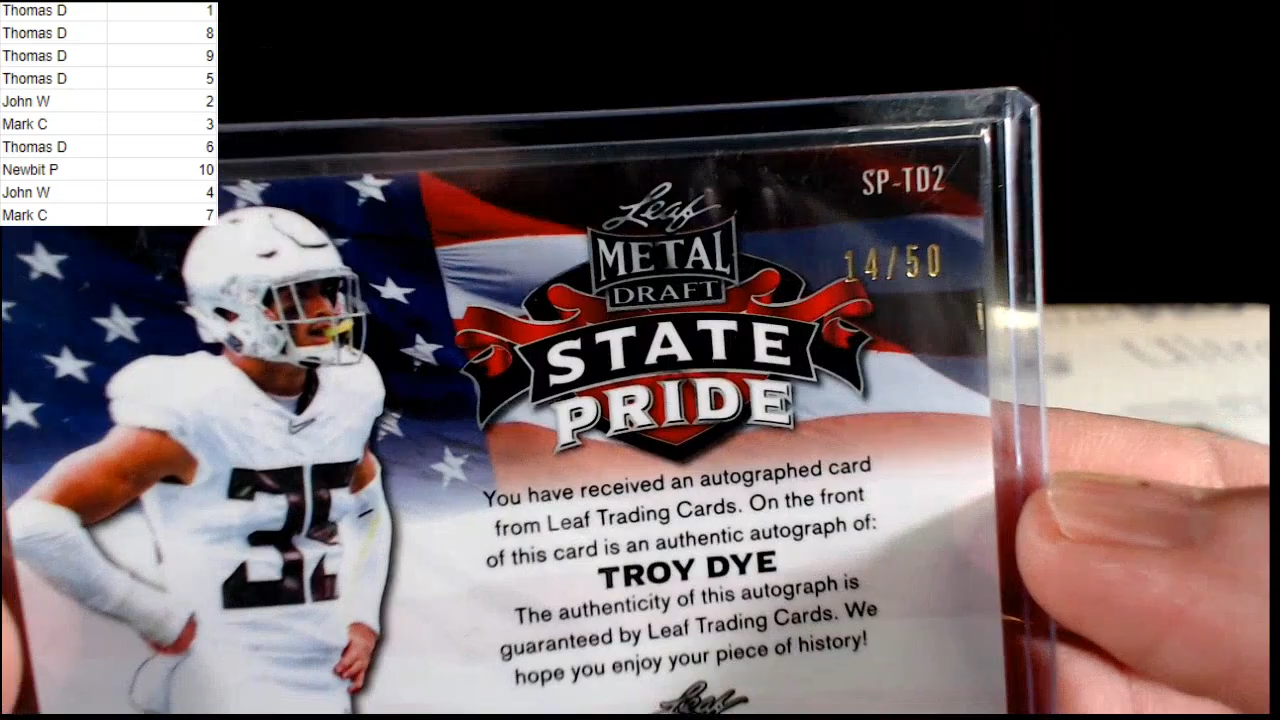 Thomas D 1
Thomas D 8
Thomas D 9
Thomas D 5
John W 2
Mark C 3
Thomas D 6
Newbit P 10
John W 4
Mark C 7
SP-TD2
14/50
Leaf
METAL
DRAFT
STATE
PRIDE
You have received an autographed card
from Leaf Trading Cards. On the front
of this card is an authentic autograph of:
TROY DYE
The authenticity of this autograph is
guaranteed by Leaf Trading Cards. We
hope you enjoy your piece of history!
Leaf
35